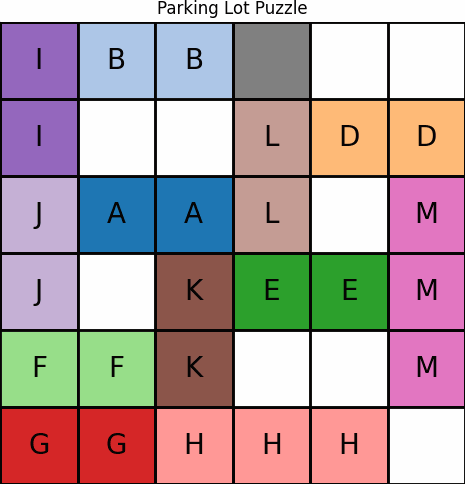 Parking Lot Puzzle
I B B
I L D D
J A A L M
J K E E M
F F K M
G G H H H